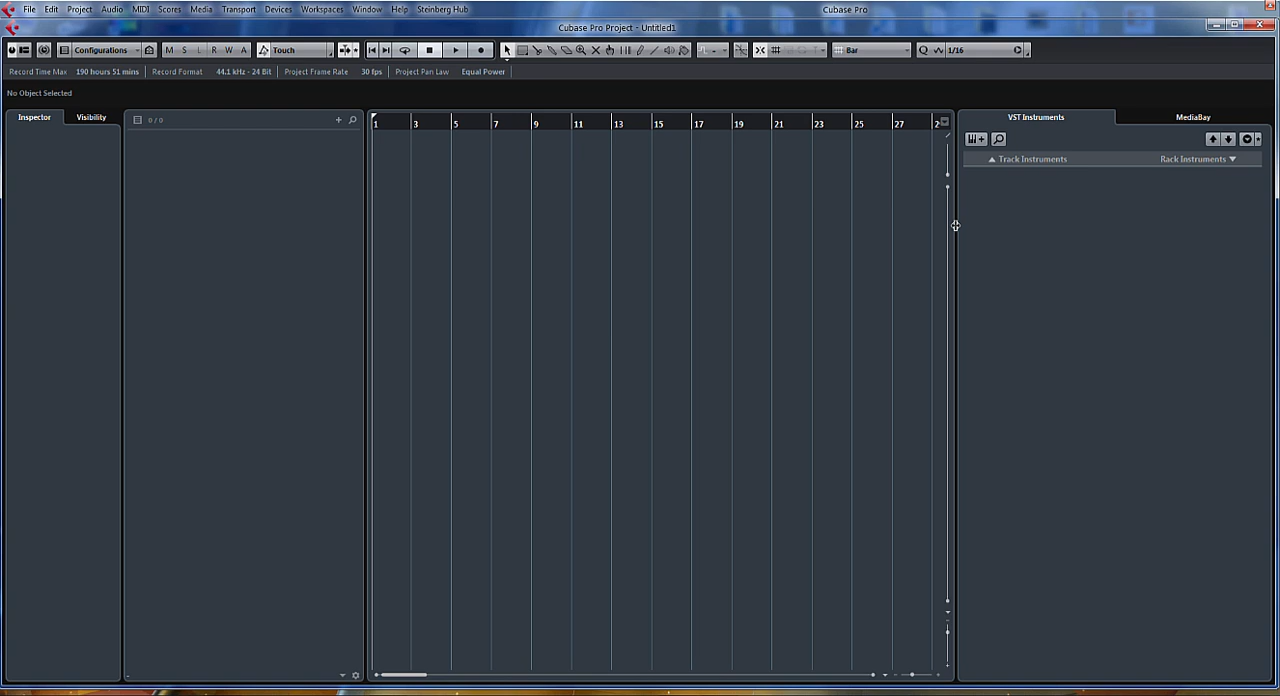 File Edit Project Audio MIDI Scores Media Transport Devices Workspaces Window Help Steinberg Hub Cubase Pro
Cubase Pro Project - Untitled1
Configurations M S L R W A Touch Bar Q 1/16
Record Time Max 190 hours 51 mins Record Format 44.1 kHz - 24 Bit Project Frame Rate 30 fps Project Pan Law Equal Power
No Object Selected
Inspector Visibility 0 / 0 1 3 5 7 9 11 13 15 17 19 21 23 25 27 2 VST Instruments MediaBay
Track Instruments Rack Instruments